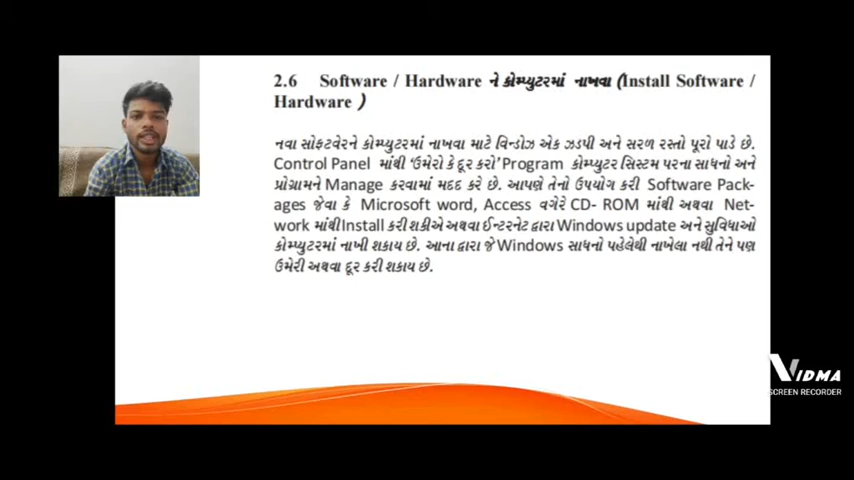 2.6 Software / Hardware ને કોમ્પ્યુટરમાં નાખવા (Install Software /
Hardware )
નવા સોફ્ટવેરને કોમ્પ્યુટરમાં નાખવા માટે વિન્ડોઝ એક ઝડપી અને સરળ રસ્તો પૂરો પાડે છે.
Control Panel માંથી ‘ઉમેરો કે દૂર કરો’ Program કોમ્પ્યુટર સિસ્ટમ પરના સાધનો અને
પ્રોગ્રામને Manage કરવામાં મદદ કરે છે. આપણે તેનો ઉપયોગ કરી Software Pack-
ages જેવા કે Microsoft word, Access વગેરે CD- ROM માંથી અથવા Net-
work માંથી Install કરી શકીએ અથવા ઈન્ટરનેટ દ્વારા Windows update અને સુવિધાઓ
કોમ્પ્યુટરમાં નાખી શકાય છે. આના દ્વારા જે Windows સાધનો પહેલેથી નાખેલા નથી તેને પણ
ઉમેરી અથવા દૂર કરી શકાય છે.
VIDMA
SCREEN RECORDER